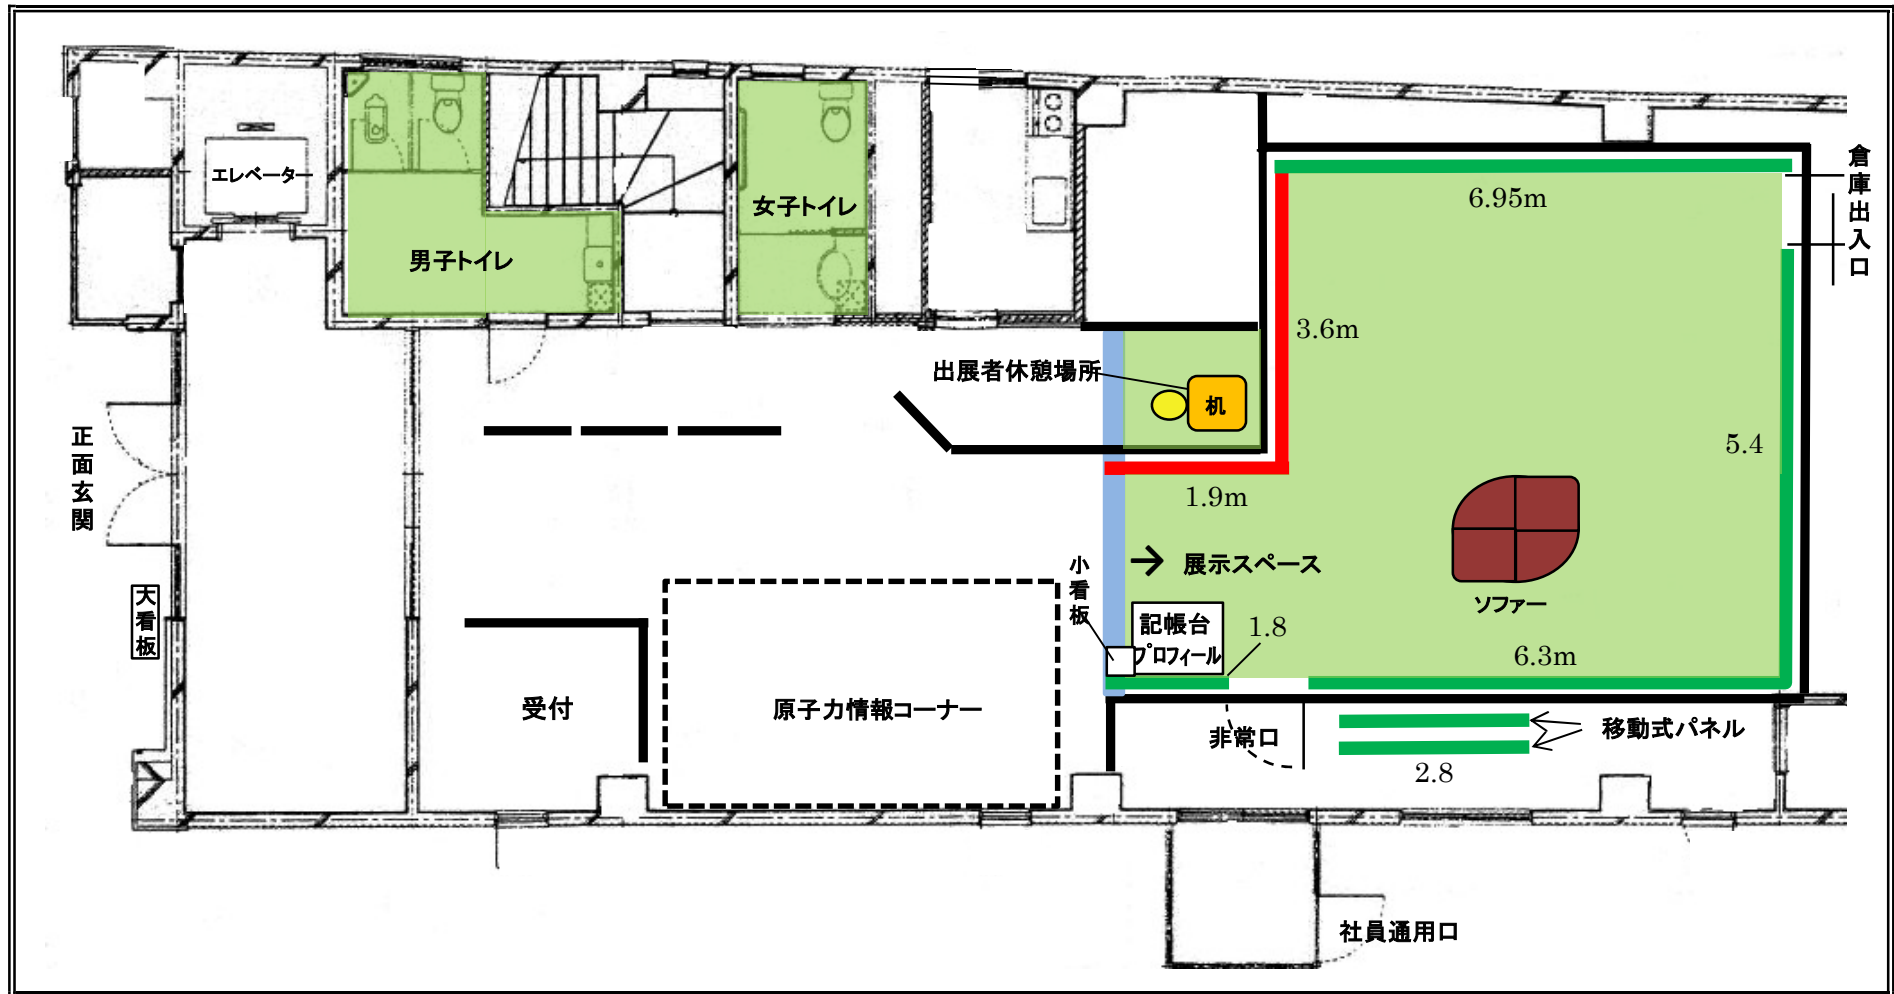 エレベーター
男子トイレ
女子トイレ
倉庫出入口
6.95m
3.6m
出展者休憩場所
机
正面玄関
5.4
1.9m
→ 展示スペース
小看板
大看板
ソファー
記帳台
プロフィール
1.8
6.3m
受付
原子力情報コーナー
非常口
移動式パネル
2.8
社員通用口